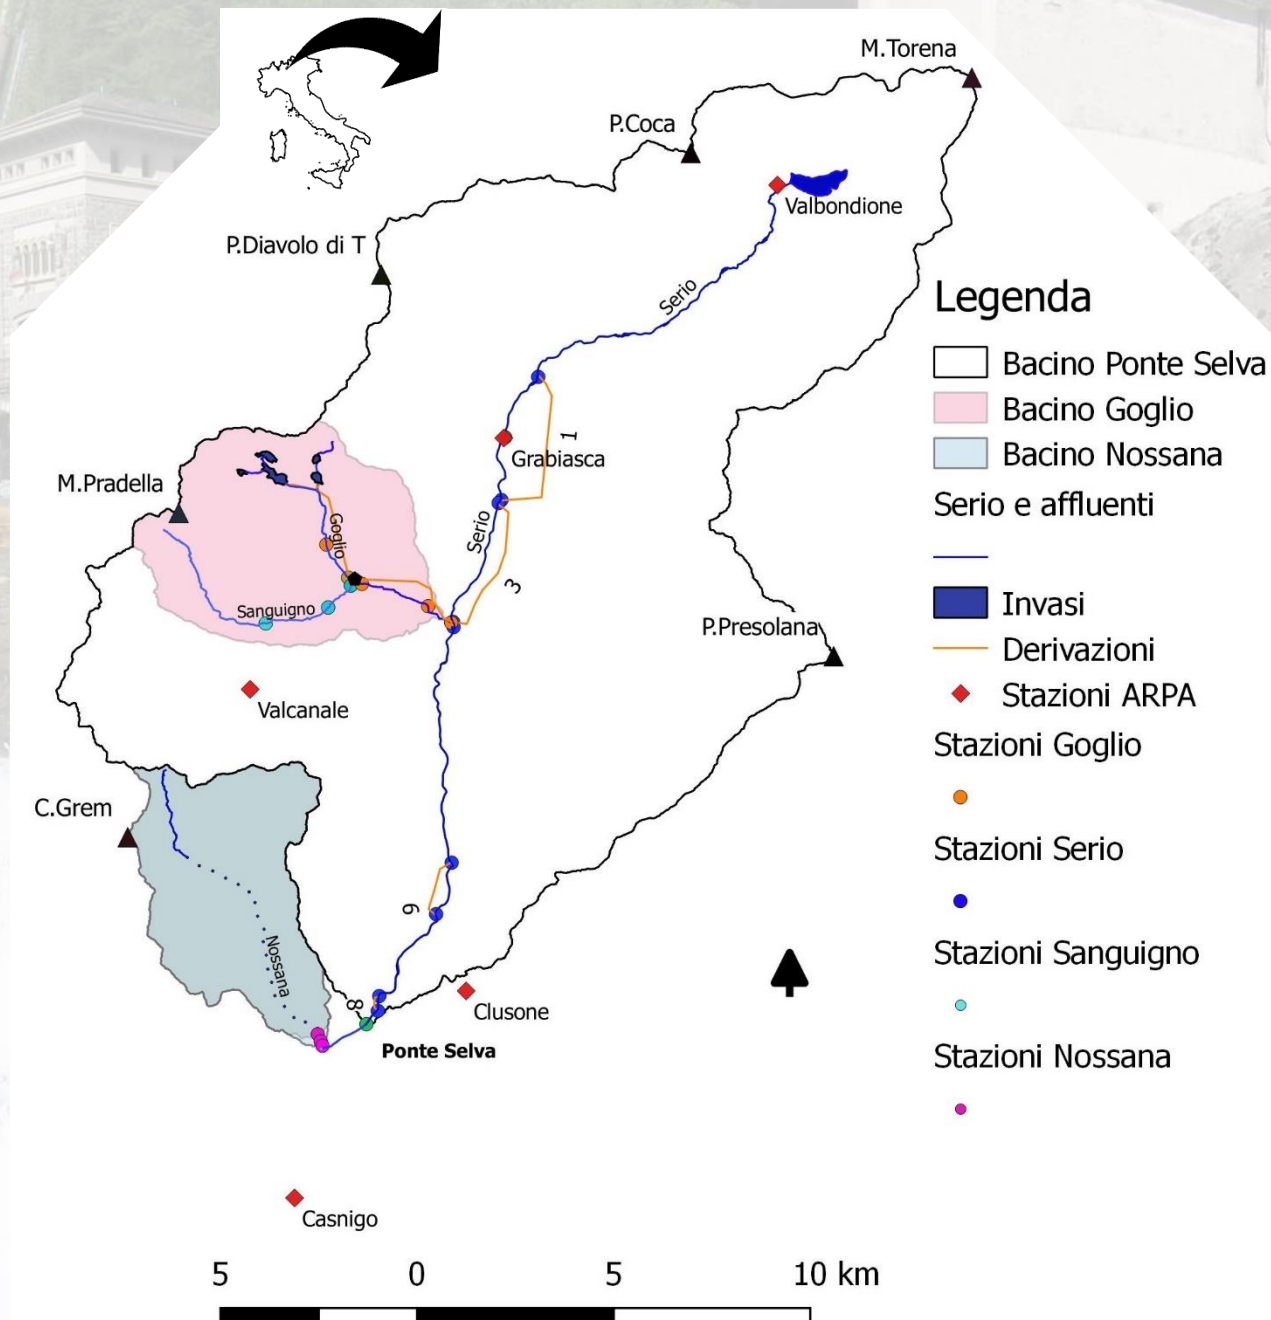 M.Torena
P.Coca
Valbondione
P.Diavolo di T
Serio
Legenda
Bacino Ponte Selva
Bacino Goglio
Bacino Nossana
Serio e affluenti
Invasi
Derivazioni
Stazioni ARPA
Stazioni Goglio
Stazioni Serio
Stazioni Sanguigno
Stazioni Nossana
1
Grabiasca
M.Pradella
Goglio
Serio
3
Sanguigno
P.Presolana
Valcanale
C.Grem
6
Nossana
8
Clusone
Ponte Selva
Casnigo
5 0 5 10 km